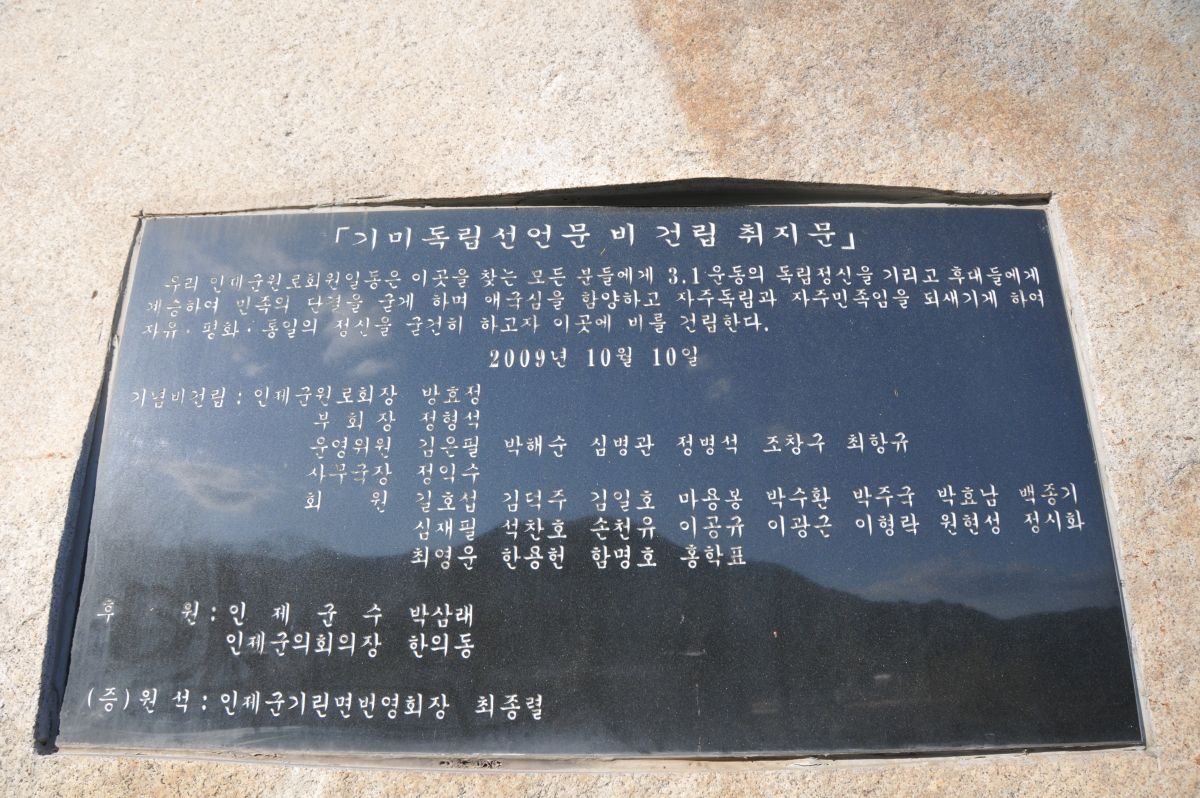 「기미독립선언문 비 건립 취지문」
우리 인제군원로회원일동은 이곳을 찾는 모든 분들에게 3.1운동의 독립정신을 기리고 후대들에게
계승하여 민족의 단결을 굳게 하며 애국심을 함양하고 자주독립과 자주민족임을 되새기게 하여
자유·평화·통일의 정신을 굳건히 하고자 이곳에 비를 건립한다.
2009년 10월 10일
기념비건립 : 인제군원로회장 방효정
부 회 장 정형석
운영위원 김은필 박해순 심병관 정병석 조창구 최항규
사무국장 정익수
회 원 길호섭 김덕주 김일호 마용봉 박수환 박주국 박효남 백종기
심재필 석찬호 손천유 이공규 이광근 이형락 원현성 정시화
최영운 한용헌 함명호 홍학표
후 원 : 인 제 군 수 박삼래
인제군의회의장 한의동
(증) 원 석 : 인제군기린면번영회장 최종렬